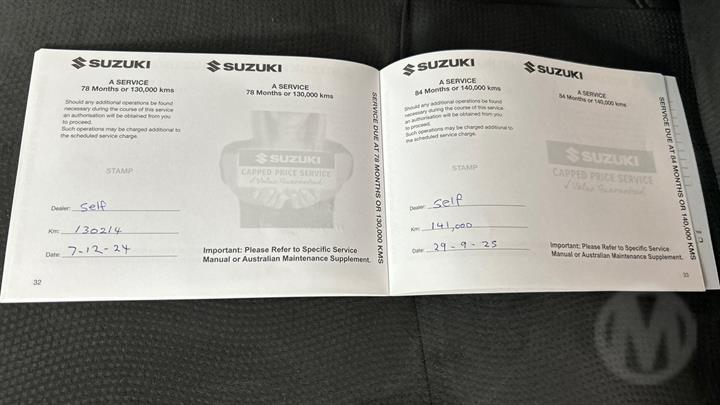 SUZUKI
A SERVICE
78 Months or 130,000 kms
Should any additional operations be found
necessary during the course of this service
an authorisation will be obtained from you
to proceed.
Such operations may be charged additional to
the scheduled service charge.
STAMP
Dealer: Self
Km: 130214
Date: 7-12-24
32
SUZUKI
A SERVICE
78 Months or 130,000 kms
SUZUKI
CAPPED PRICE SERVICE
✓ Value Guaranteed
Important: Please Refer to Specific Service
Manual or Australian Maintenance Supplement.
SERVICE DUE AT 78 MONTHS OR 130,000 KMS
SUZUKI
A SERVICE
84 Months or 140,000 kms
Should any additional operations be found
necessary during the course of this service
an authorisation will be obtained from you
to proceed.
Such operations may be charged additional to
the scheduled service charge.
STAMP
Dealer: Self
Km: 141,000
Date: 29-9-25
SUZUKI
A SERVICE
84 Months or 140,000 kms
SUZUKI
CAPPED PRICE SERVICE
✓ Value Guaranteed
Important: Please Refer to Specific Service
Manual or Australian Maintenance Supplement.
33
SERVICE DUE AT 84 MONTHS OR 140,000 KMS
M